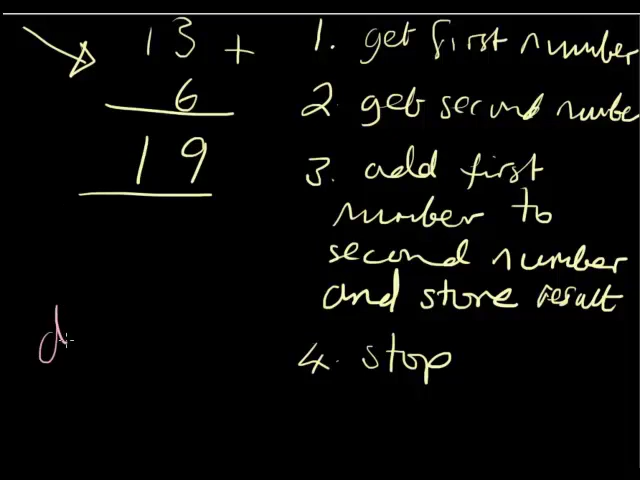 13 +
6
19
1. get first number
2. get second numbe
3. add first
number to
second number
and store result
4. stop
d